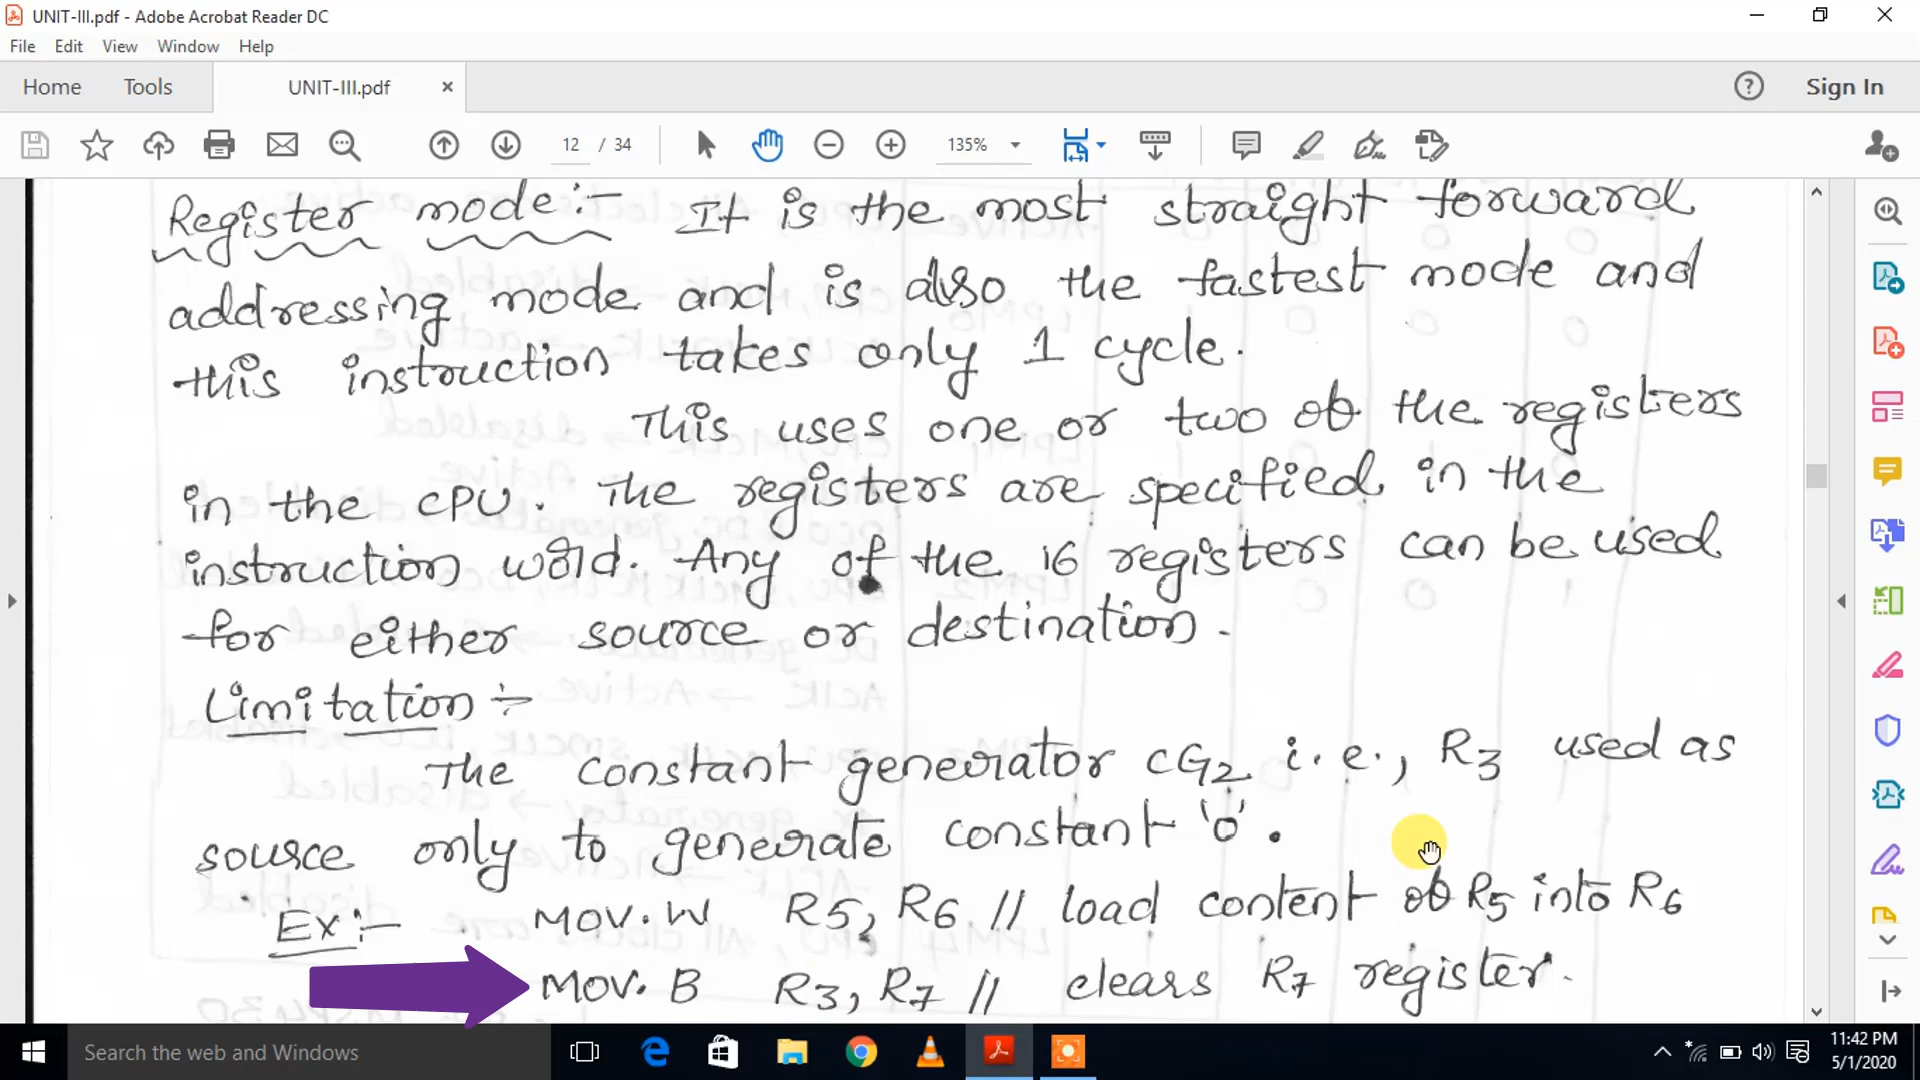 UNIT-III.pdf - Adobe Acrobat Reader DC
File Edit View Window Help
Home Tools UNIT-III.pdf × Sign In
12 / 34 135%
Register mode:- It is the most straight forward
addressing mode and is also the fastest mode and
this instruction takes only 1 cycle.
This uses one or two of the registers
in the CPU. The registers are specified in the
instruction world. Any of the 16 registers can be used
for either source or destination.
Limitation :-
The constant generator CG2 i.e., R3 used as
source only to generate constant '0'.
Ex:- MOV.W R5, R6 // load content of R5 into R6
MOV.B R3, R7 // clears R7 register.
Search the web and Windows
11:42 PM
5/1/2020